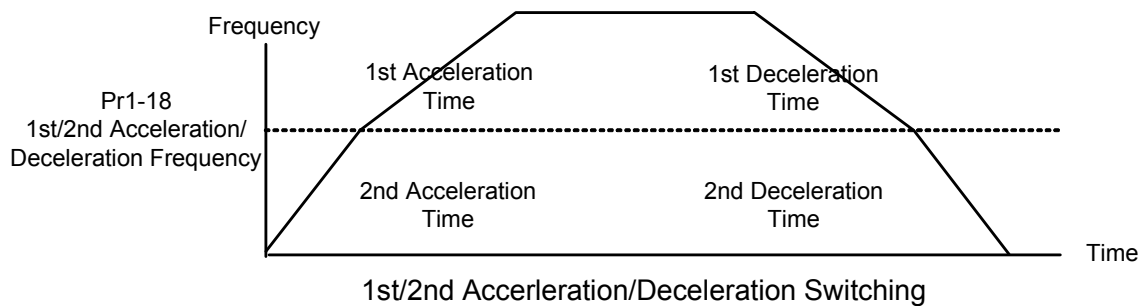 Frequency
1st Acceleration
Time
1st Deceleration
Time
Pr1-18
1st/2nd Acceleration/
Deceleration Frequency
2nd Acceleration
Time
2nd Deceleration
Time
Time
1st/2nd Accerleration/Deceleration Switching